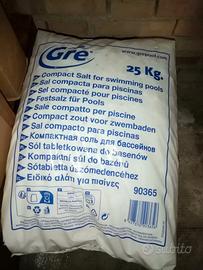 Gre
www.grepool.com
25 Kg.
Compact Salt for swimming pools
Sal compacta para piscinas
Sel compacté pour piscines
Festsalz für Pools
Sale compatto per piscine
Compact zout voor zwembaden
Sal compacto para piscinas
Компактная соль для бассейнов
Sól tabletkowana do basenów
Kompaktní sůl do bazénů
Sótabletta úszómedencéhez
Ειδικό αλάτι για πισίνες
90365
subito